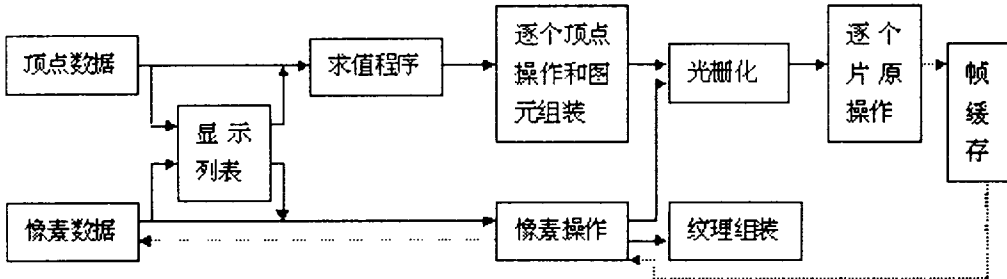 顶点数据
求值程序
逐个顶点
操作和图
元组装
光栅化
逐个
片原
操作
帧
缓
存
显示
列表
像素数据
像素操作
纹理组装